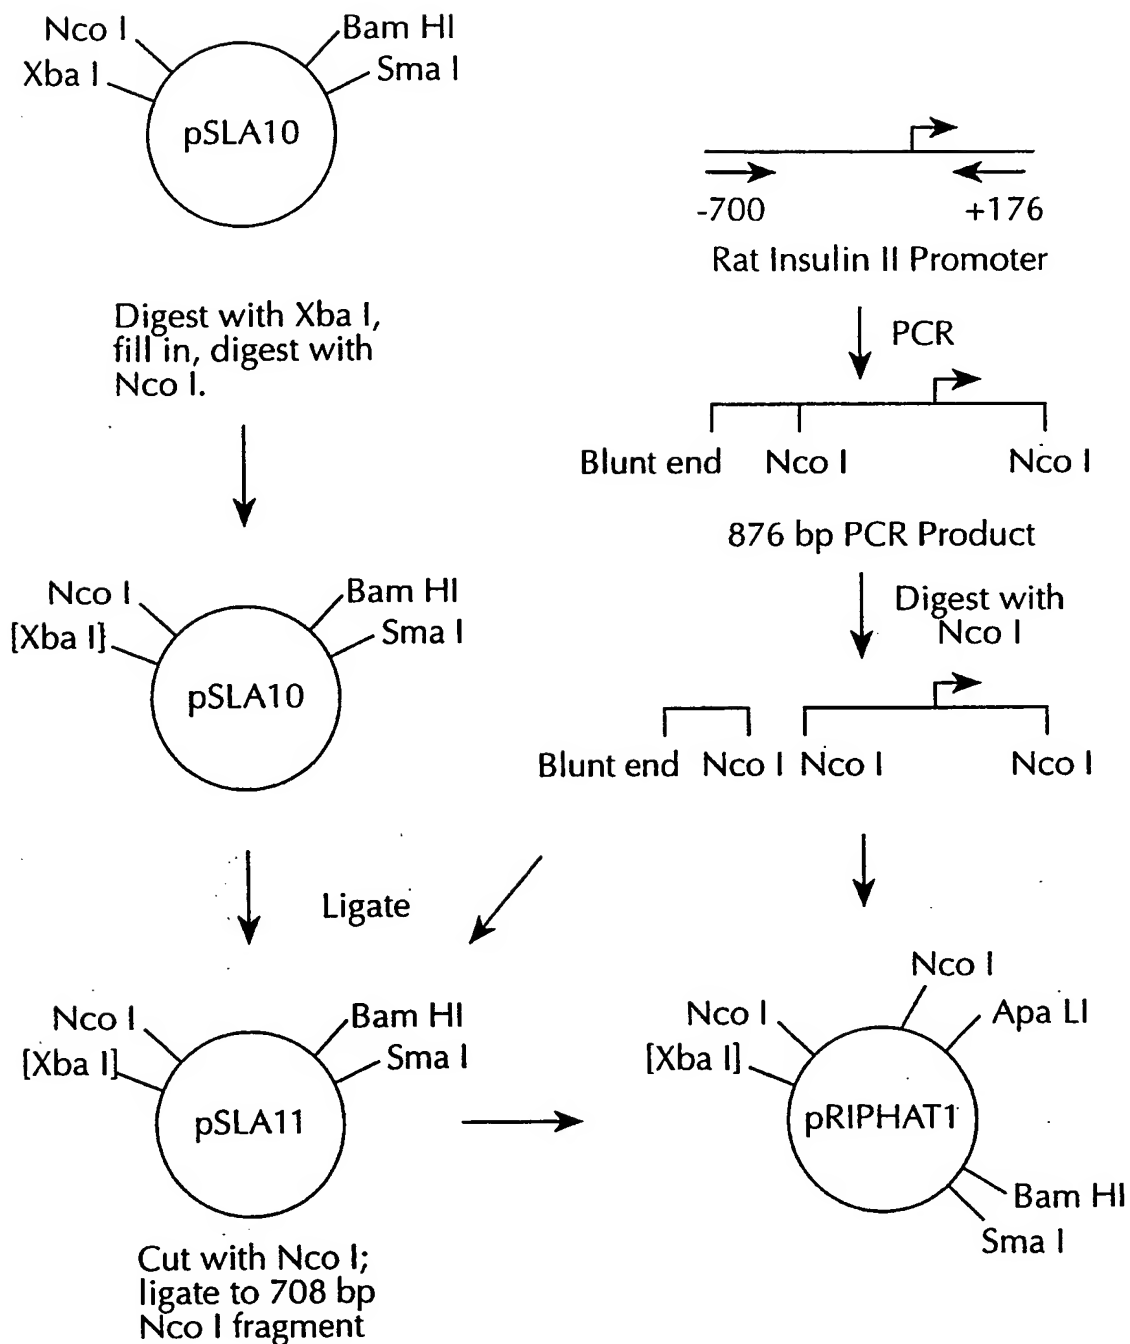 Nco I
Xba I
Bam HI
Sma I
pSLA10
Digest with Xba I,
fill in, digest with
Nco I.
Nco I
[Xba I]
Bam HI
Sma I
pSLA10
Ligate
Nco I
[Xba I]
Bam HI
Sma I
pSLA11
Cut with Nco I;
ligate to 708 bp
Nco I fragment
-700
+176
Rat Insulin II Promoter
PCR
Blunt end
Nco I
Nco I
876 bp PCR Product
Digest with
Nco I
Blunt end
Nco I
Nco I
Nco I
Nco I
Nco I
[Xba I]
Apa LI
pRIPHAT1
Bam HI
Sma I